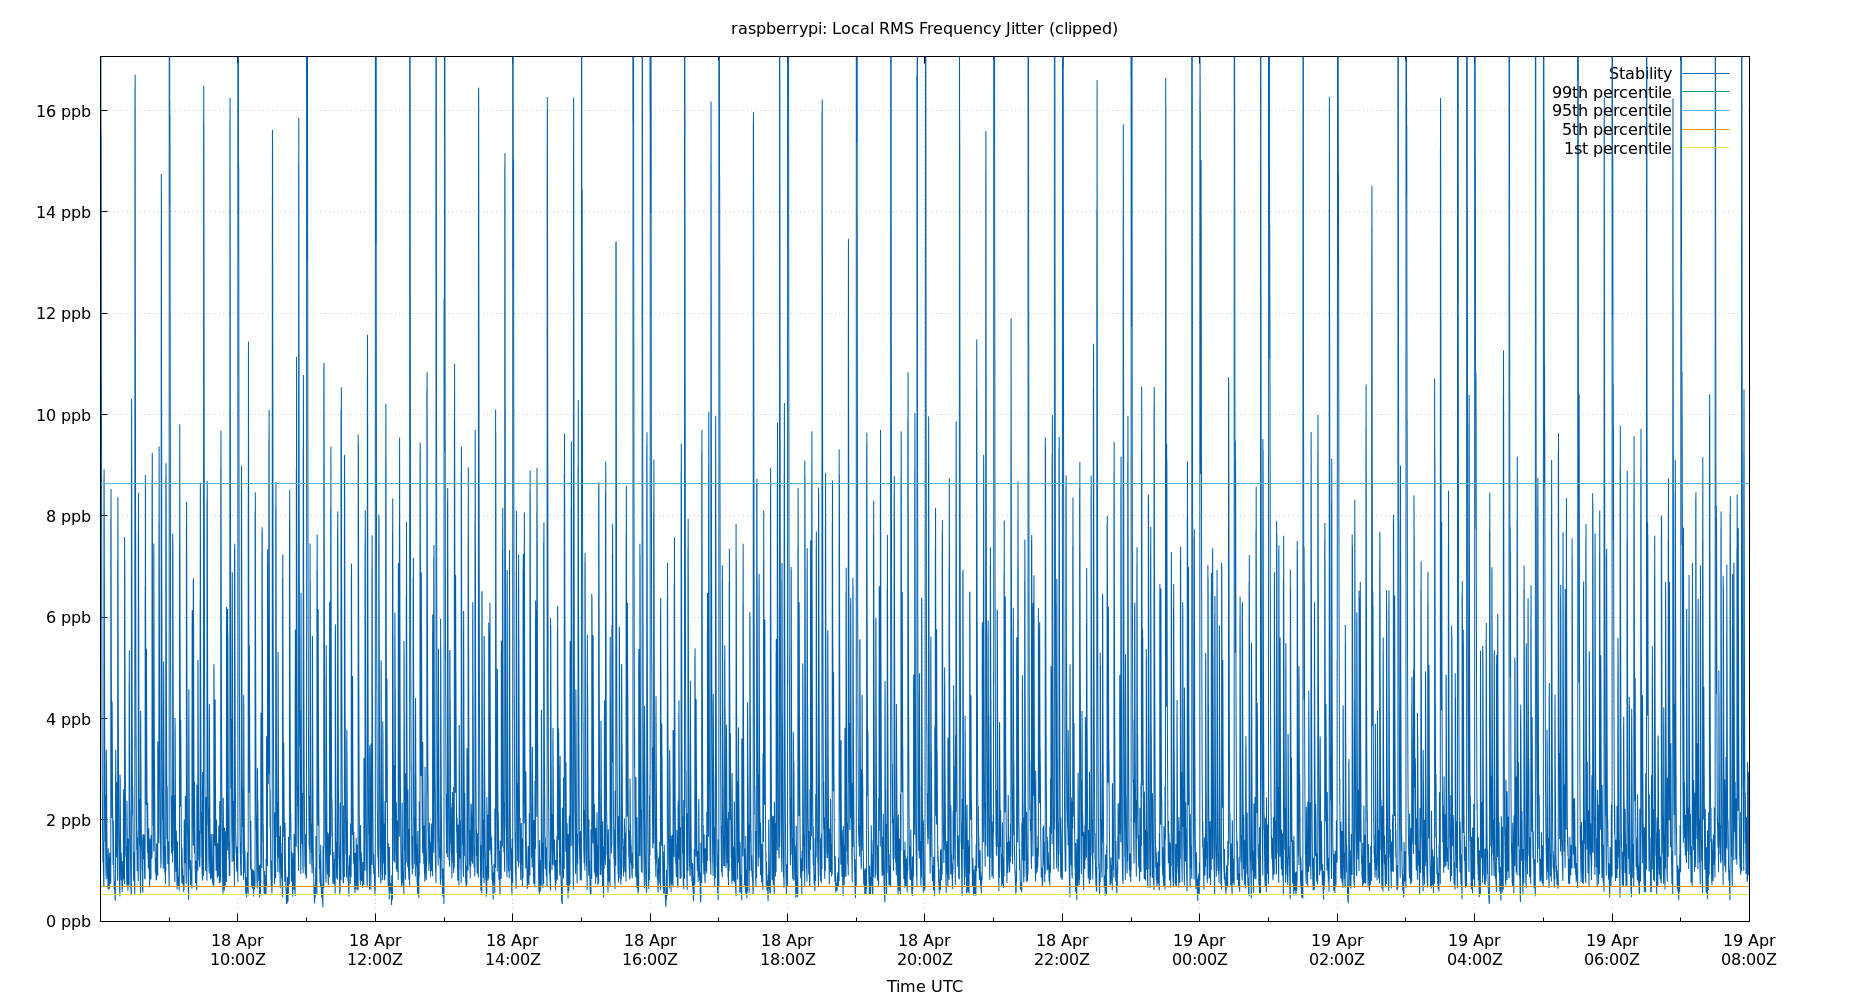 raspberrypi: Local RMS Frequency Jitter (clipped)
Stability
99th percentile
95th percentile
5th percentile
1st percentile
16 ppb
14 ppb
12 ppb
10 ppb
8 ppb
6 ppb
4 ppb
2 ppb
0 ppb
18 Apr 18 Apr 18 Apr 18 Apr 18 Apr 18 Apr 18 Apr 19 Apr 19 Apr 19 Apr 19 Apr 19 Apr
10:00Z 12:00Z 14:00Z 16:00Z 18:00Z 20:00Z 22:00Z 00:00Z 02:00Z 04:00Z 06:00Z 08:00Z
Time UTC